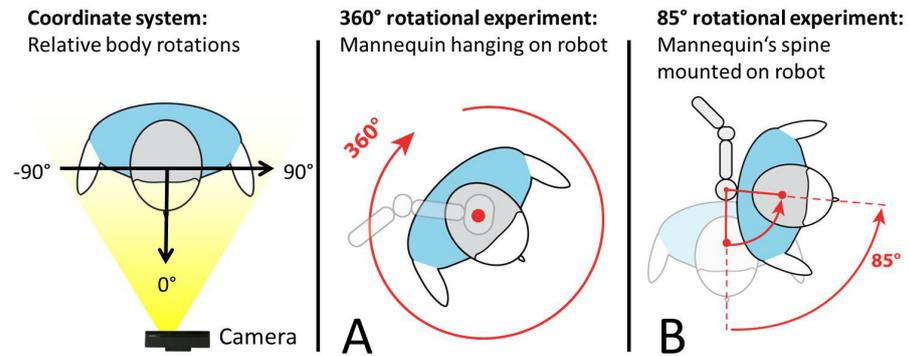 Coordinate system:
Relative body rotations
-90°
90°
0°
Camera
360° rotational experiment:
Mannequin hanging on robot
360°
A
85° rotational experiment:
Mannequin‘s spine
mounted on robot
85°
B